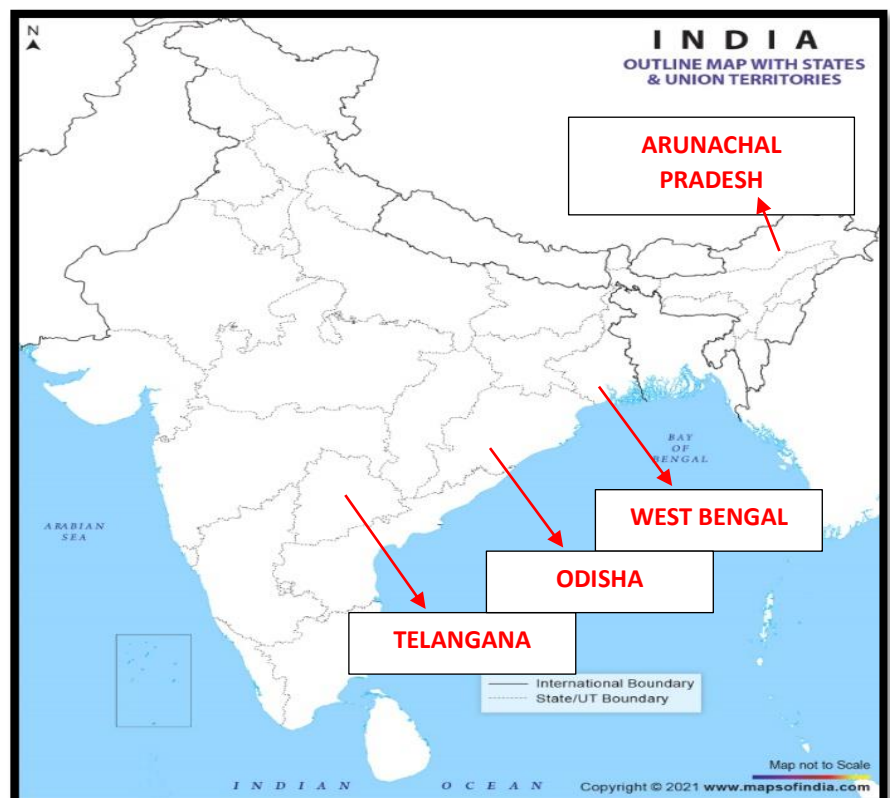 N
INDIA
OUTLINE MAP WITH STATES
& UNION TERRITORIES
ARUNACHAL
PRADESH
BAY
OF
BENGAL
WEST BENGAL
ARABIAN
SEA
ODISHA
TELANGANA
International Boundary
State/UT Boundary
Map not to Scale
INDIAN OCEAN
Copyright © 2021 www.mapsofindia.com